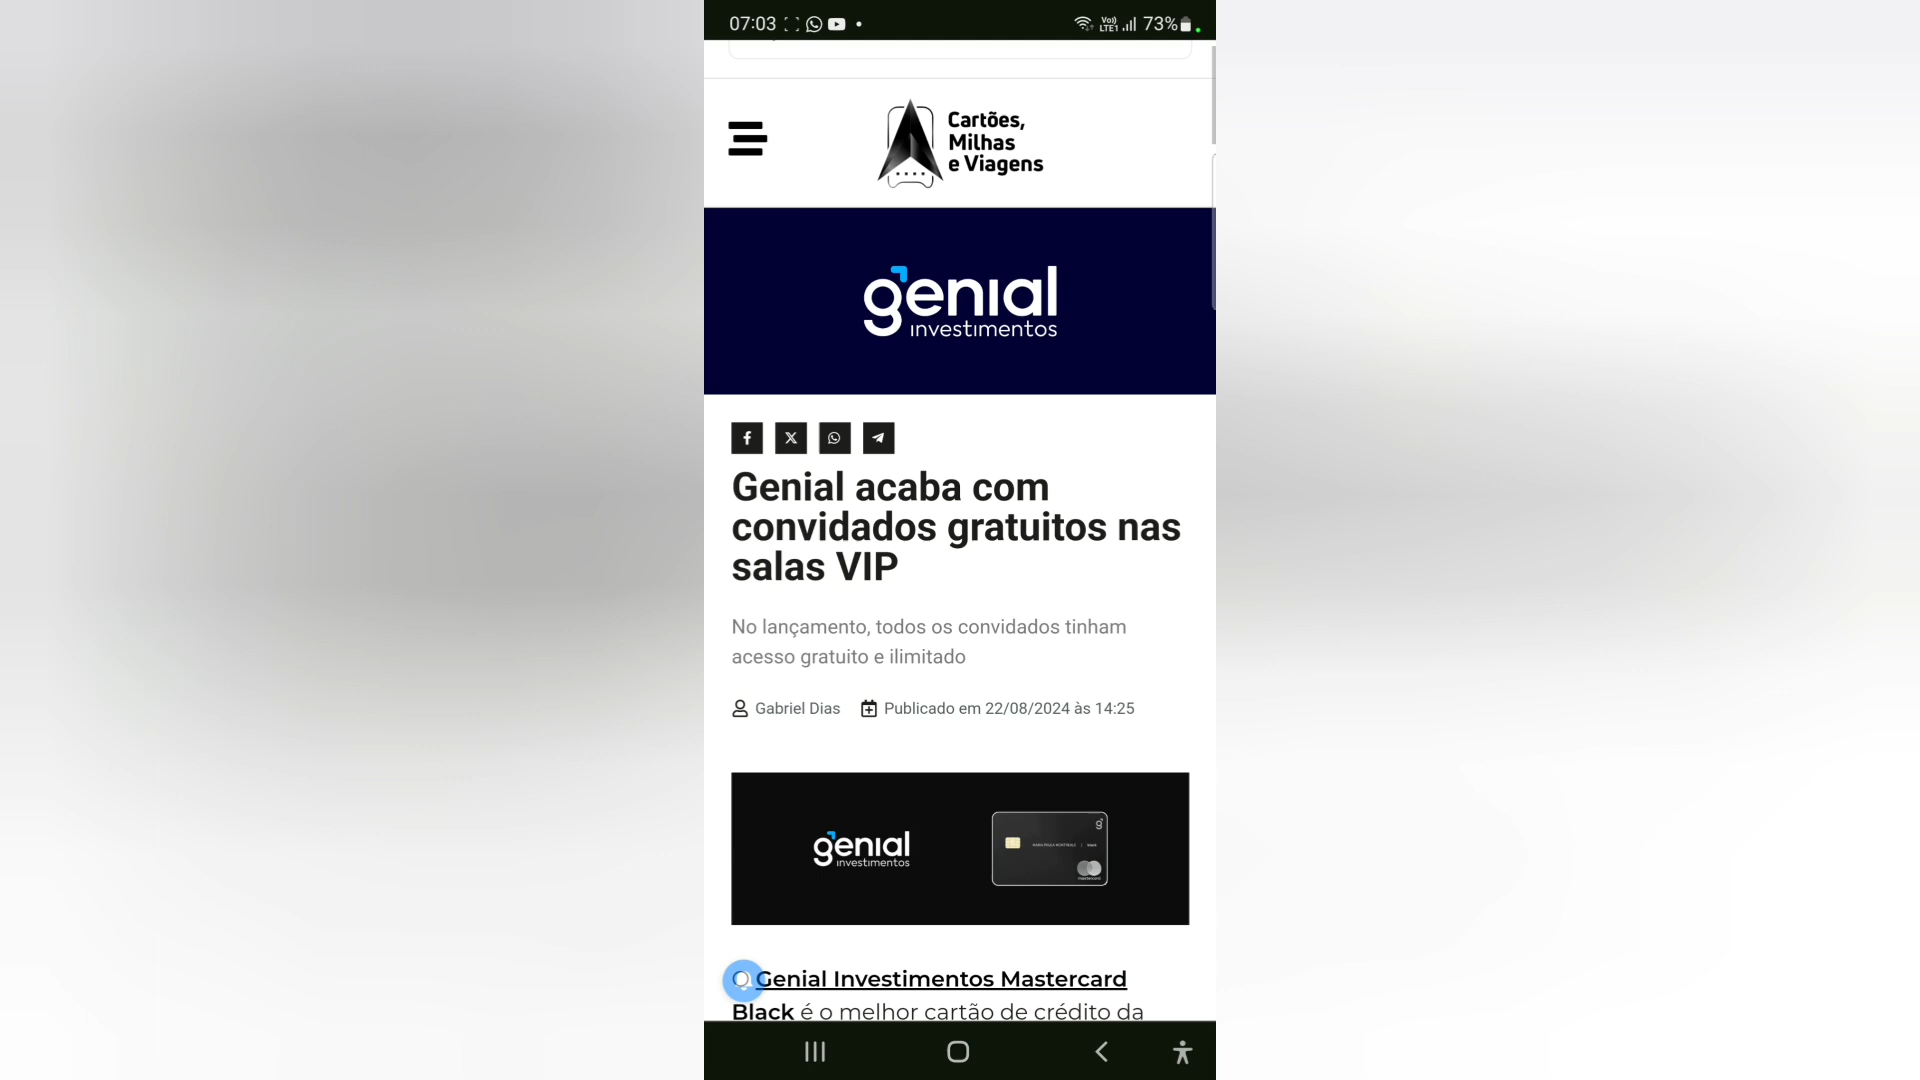 07:03
Vo))
LTE1
73%
Cartões,
Milhas
e Viagens
genial
investimentos
Genial acaba com
convidados gratuitos nas
salas VIP
No lançamento, todos os convidados tinham
acesso gratuito e ilimitado
Gabriel Dias Publicado em 22/08/2024 às 14:25
genial
investimentos
O Genial Investimentos Mastercard
Black é o melhor cartão de crédito da